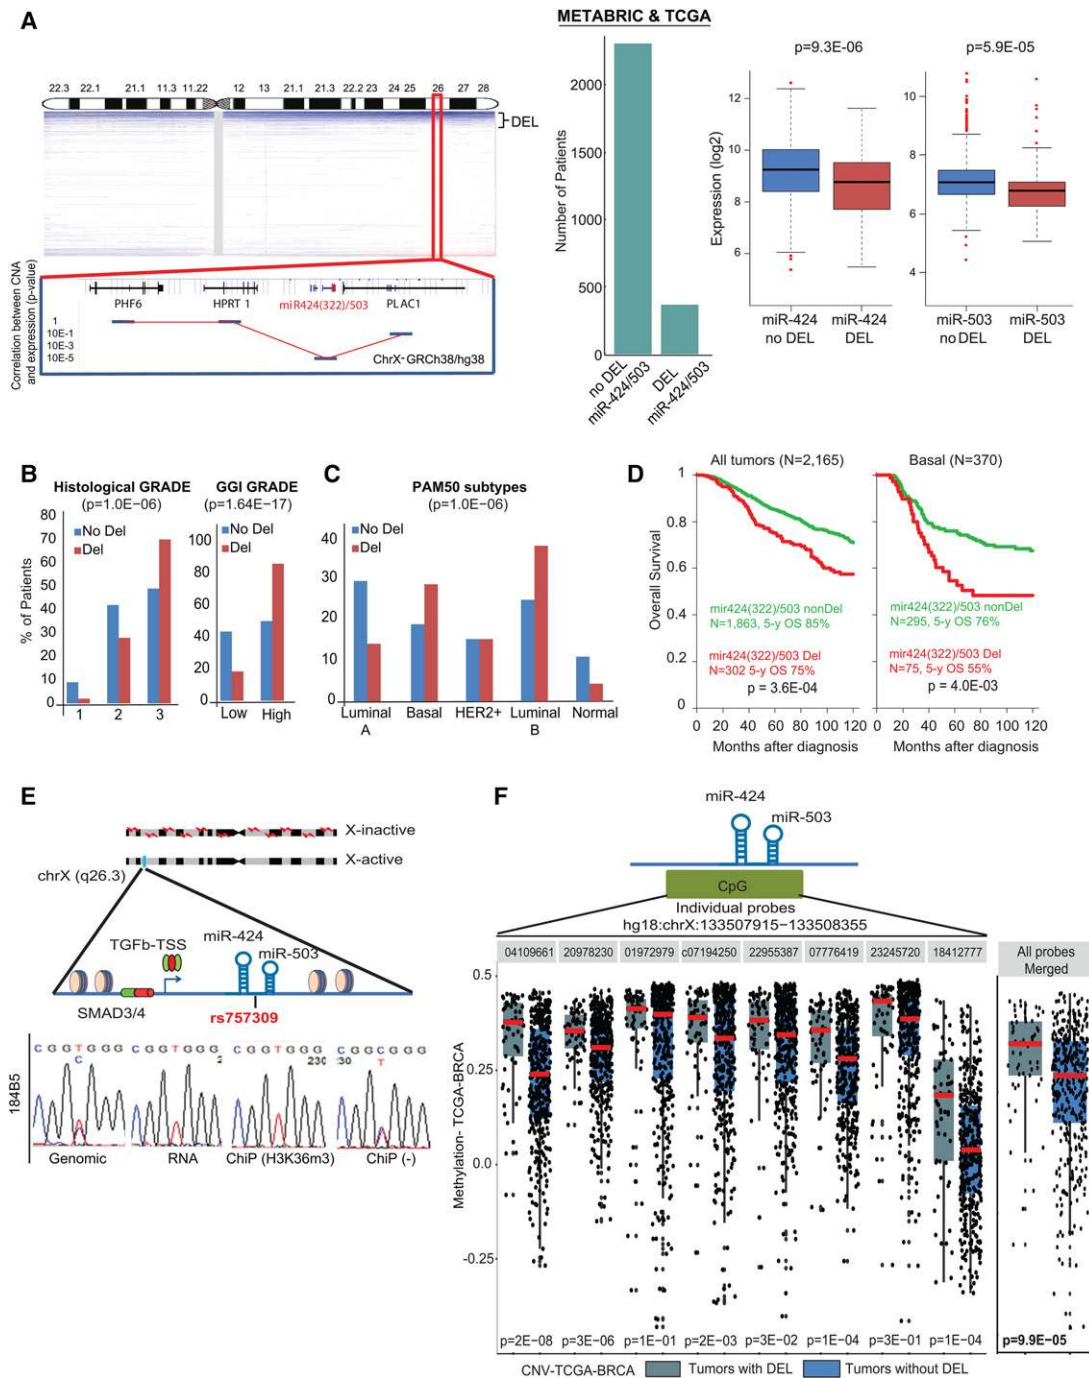 A
METABRIC & TCGA
22.3 22.1 21.1 11.3 11.22 12 13 21.1 21.3 22.2 23 24 25 26 27 28
DEL
PHF6 HPRT 1 miR424(322)/503 PLAC1
Correlation between CNA
and expression (p-value)
1
10E-1
10E-3
10E-5
ChrX-GRCh38/hg38
Number of Patients
2000
1500
1000
500
0
no DEL
miR-424/503
DEL
miR-424/503
p=9.3E-06
Expression (log2)
12
10
8
6
miR-424
no DEL
miR-424
DEL
p=5.9E-05
10
8
6
4
miR-503
no DEL
miR-503
DEL
B
Histological GRADE
(p=1.0E-06)
% of Patients
80
70
60
50
40
30
20
10
0
No Del
Del
1 2 3
GGI GRADE
(p=1.64E-17)
100
80
60
40
20
0
No Del
Del
Low High
C
PAM50 subtypes
(p=1.0E-06)
40
30
20
10
0
No Del
Del
Luminal
A
Basal
HER2+
Luminal
B
Normal
D
All tumors (N=2,165)
Overall Survival
1
0.8
0.6
0.4
0.2
0
mir424(322)/503 nonDel
N=1,863, 5-y OS 85%
mir424(322)/503 Del
N=302 5-y OS 75%
p = 3.6E-04
0 20 40 60 80 100 120
Months after diagnosis
Basal (N=370)
1
0.8
0.6
0.4
0.2
0
mir424(322)/503 nonDel
N=295, 5-y OS 76%
mir424(322)/503 Del
N=75, 5-y OS 55%
p = 4.0E-03
0 20 40 60 80 100 120
Months after diagnosis
E
X-inactive
X-active
chrX (q26.3)
TGFb-TSS
miR-424
miR-503
SMAD3/4
rs757309
184B5
C G G T G G G
C
C G G T G G G 2
C G G T G G G
230
C G G C G G G
30
T
Genomic
RNA
ChiP (H3K36m3)
ChiP (-)
F
miR-424
miR-503
CpG
Individual probes
hg18:chrX:133507915-133508355
04109661 20978230 01972979 c07194250 22955387 07776419 23245720 18412777
All probes
Merged
Methylation- TCGA-BRCA
0.5
0.25
0.0
-0.25
p=2E-08 p=3E-06 p=1E-01 p=2E-03 p=3E-02 p=1E-04 p=3E-01 p=1E-04
p=9.9E-05
CNV-TCGA-BRCA Tumors with DEL Tumors without DEL